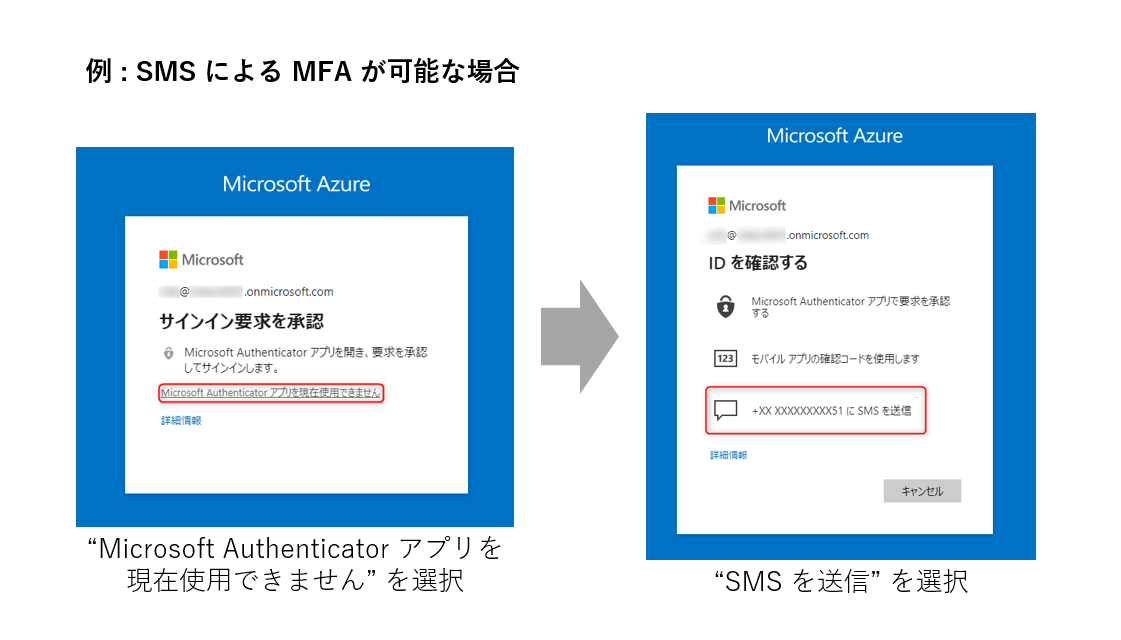 例 : SMS による MFA が可能な場合
Microsoft Azure
Microsoft
@ .onmicrosoft.com
サインイン要求を承認
Microsoft Authenticator アプリを開き、要求を承認
してサインインします。
Microsoft Authenticator アプリを現在使用できません
詳細情報
“Microsoft Authenticator アプリを
現在使用できません” を選択
Microsoft Azure
Microsoft
@ .onmicrosoft.com
ID を確認する
Microsoft Authenticator アプリで要求を承認
する
123
モバイル アプリの確認コードを使用します
+XX XXXXXXXXX51 に SMS を送信
詳細情報
キャンセル
“SMS を送信” を選択